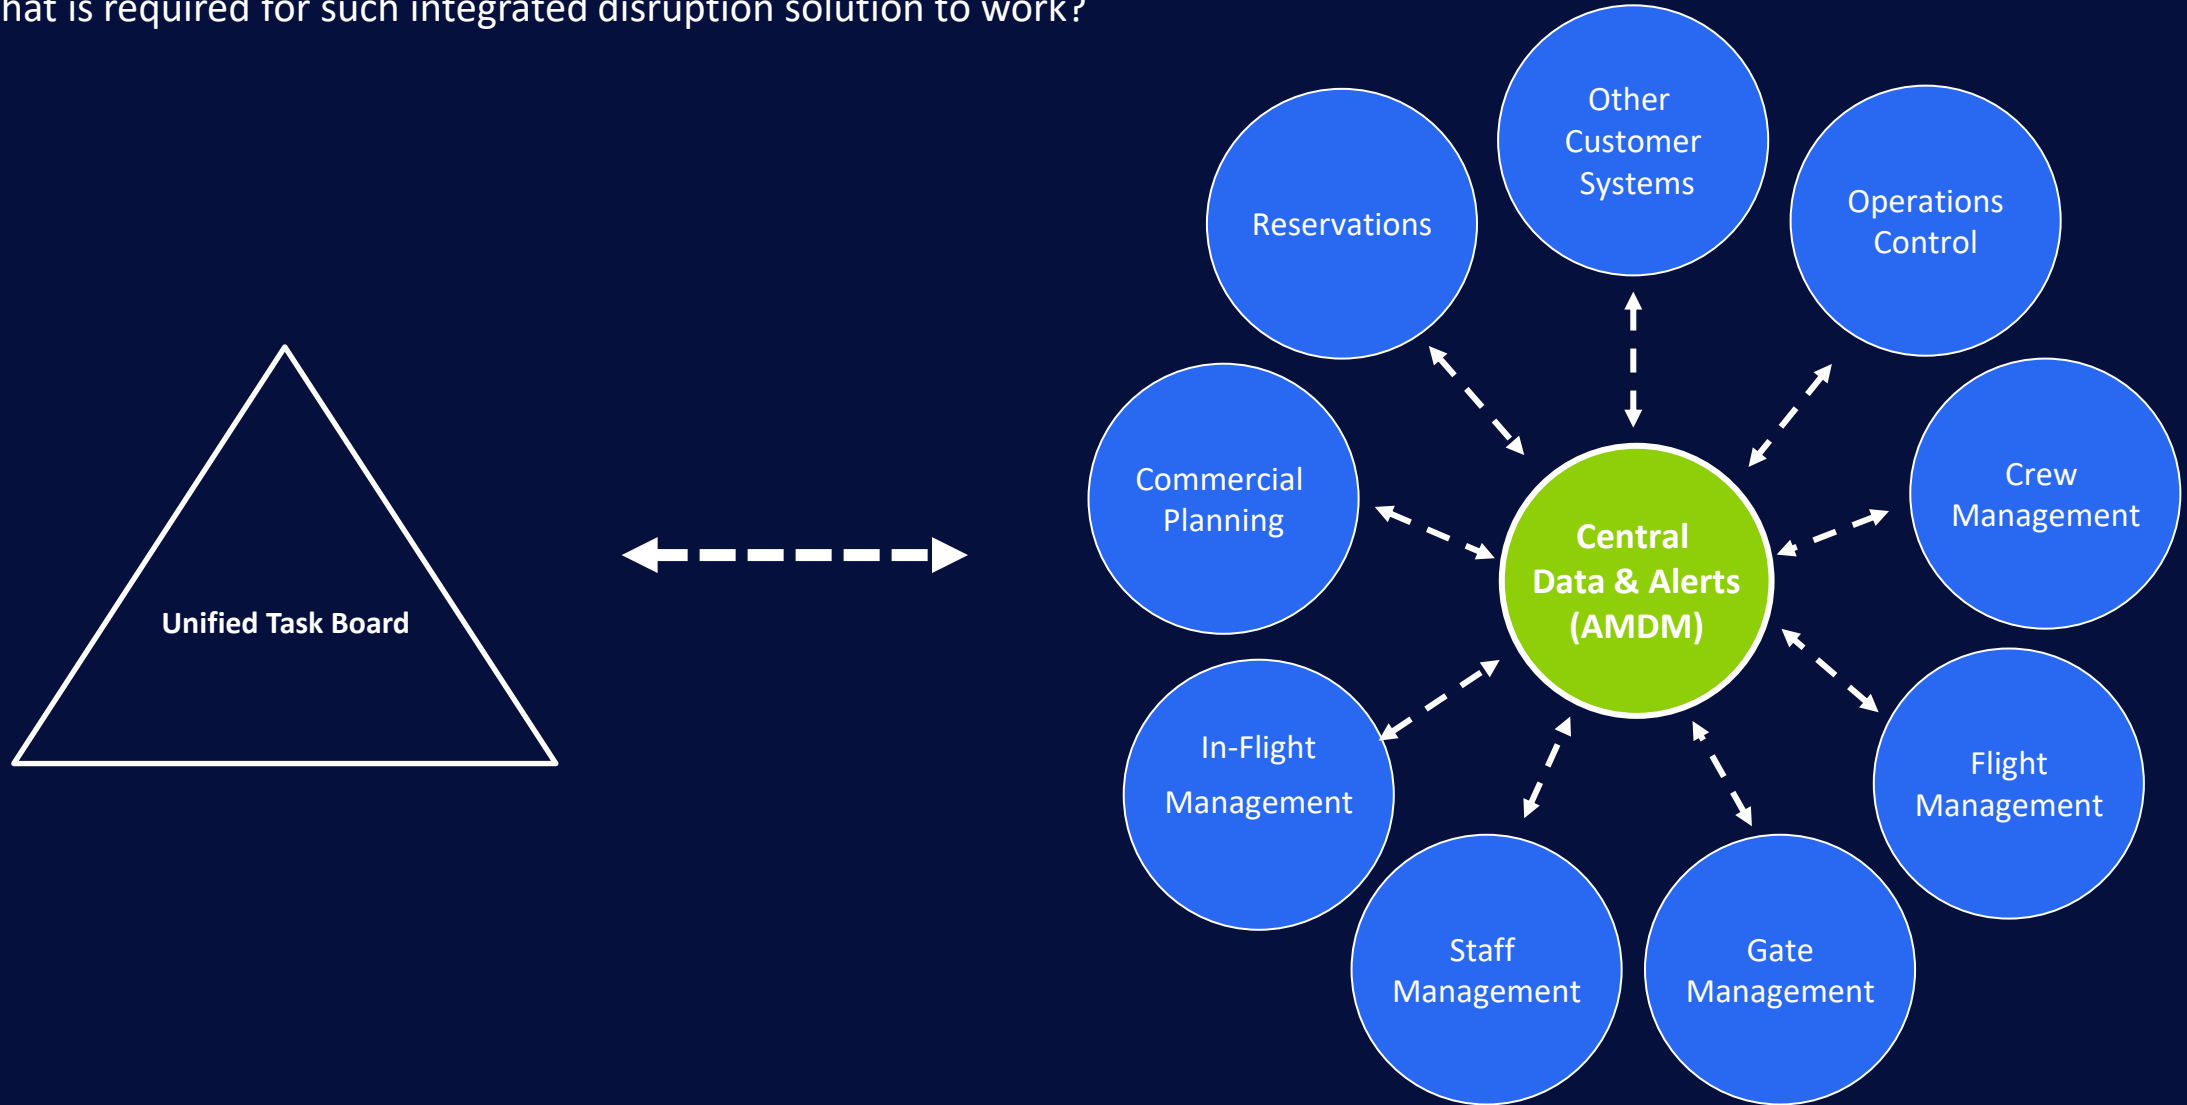 hat is required for such integrated disruption solution to work?
Other
Customer
Systems
Reservations
Operations
Control
Commercial
Planning
Crew
Management
Central
Data & Alerts
(AMDM)
Unified Task Board
In-Flight
Management
Flight
Management
Staff
Management
Gate
Management